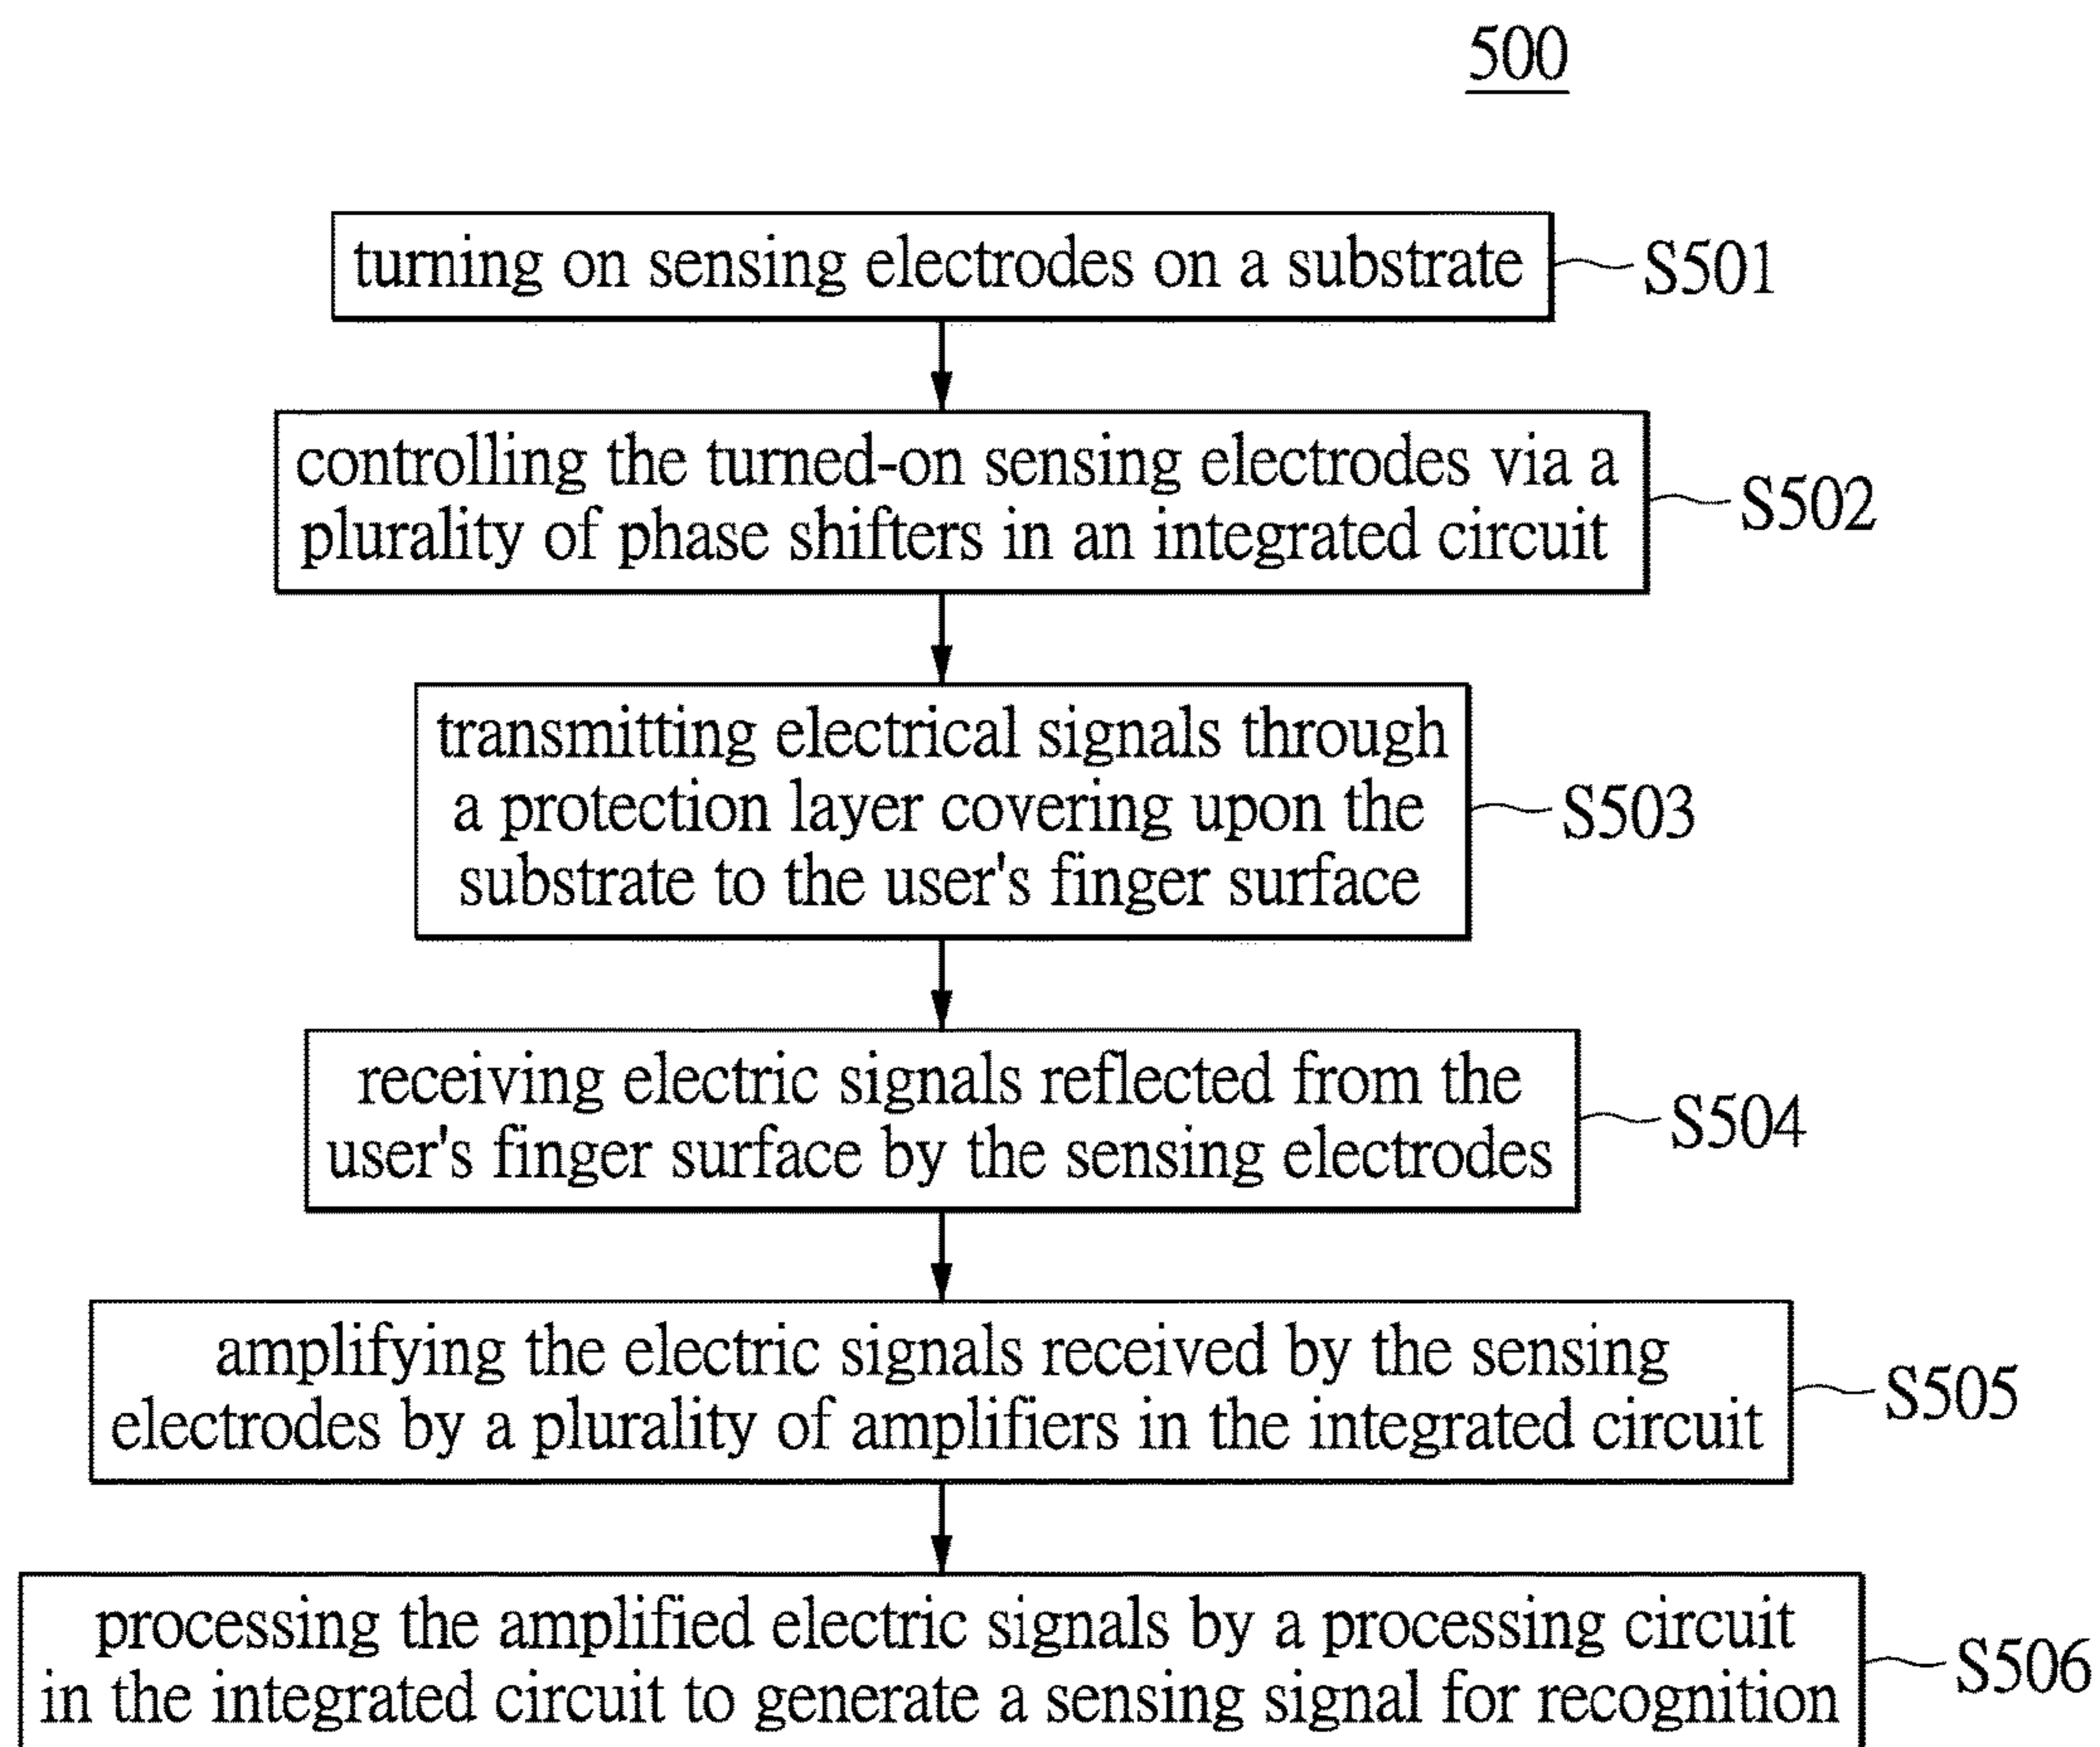 500
turning on sensing electrodes on a substrate
S501
controlling the turned-on sensing electrodes via a
plurality of phase shifters in an integrated circuit
S502
transmitting electrical signals through
a protection layer covering upon the
substrate to the user's finger surface
S503
receiving electric signals reflected from the
user's finger surface by the sensing electrodes
S504
amplifying the electric signals received by the sensing
electrodes by a plurality of amplifiers in the integrated circuit
S505
processing the amplified electric signals by a processing circuit
in the integrated circuit to generate a sensing signal for recognition
S506